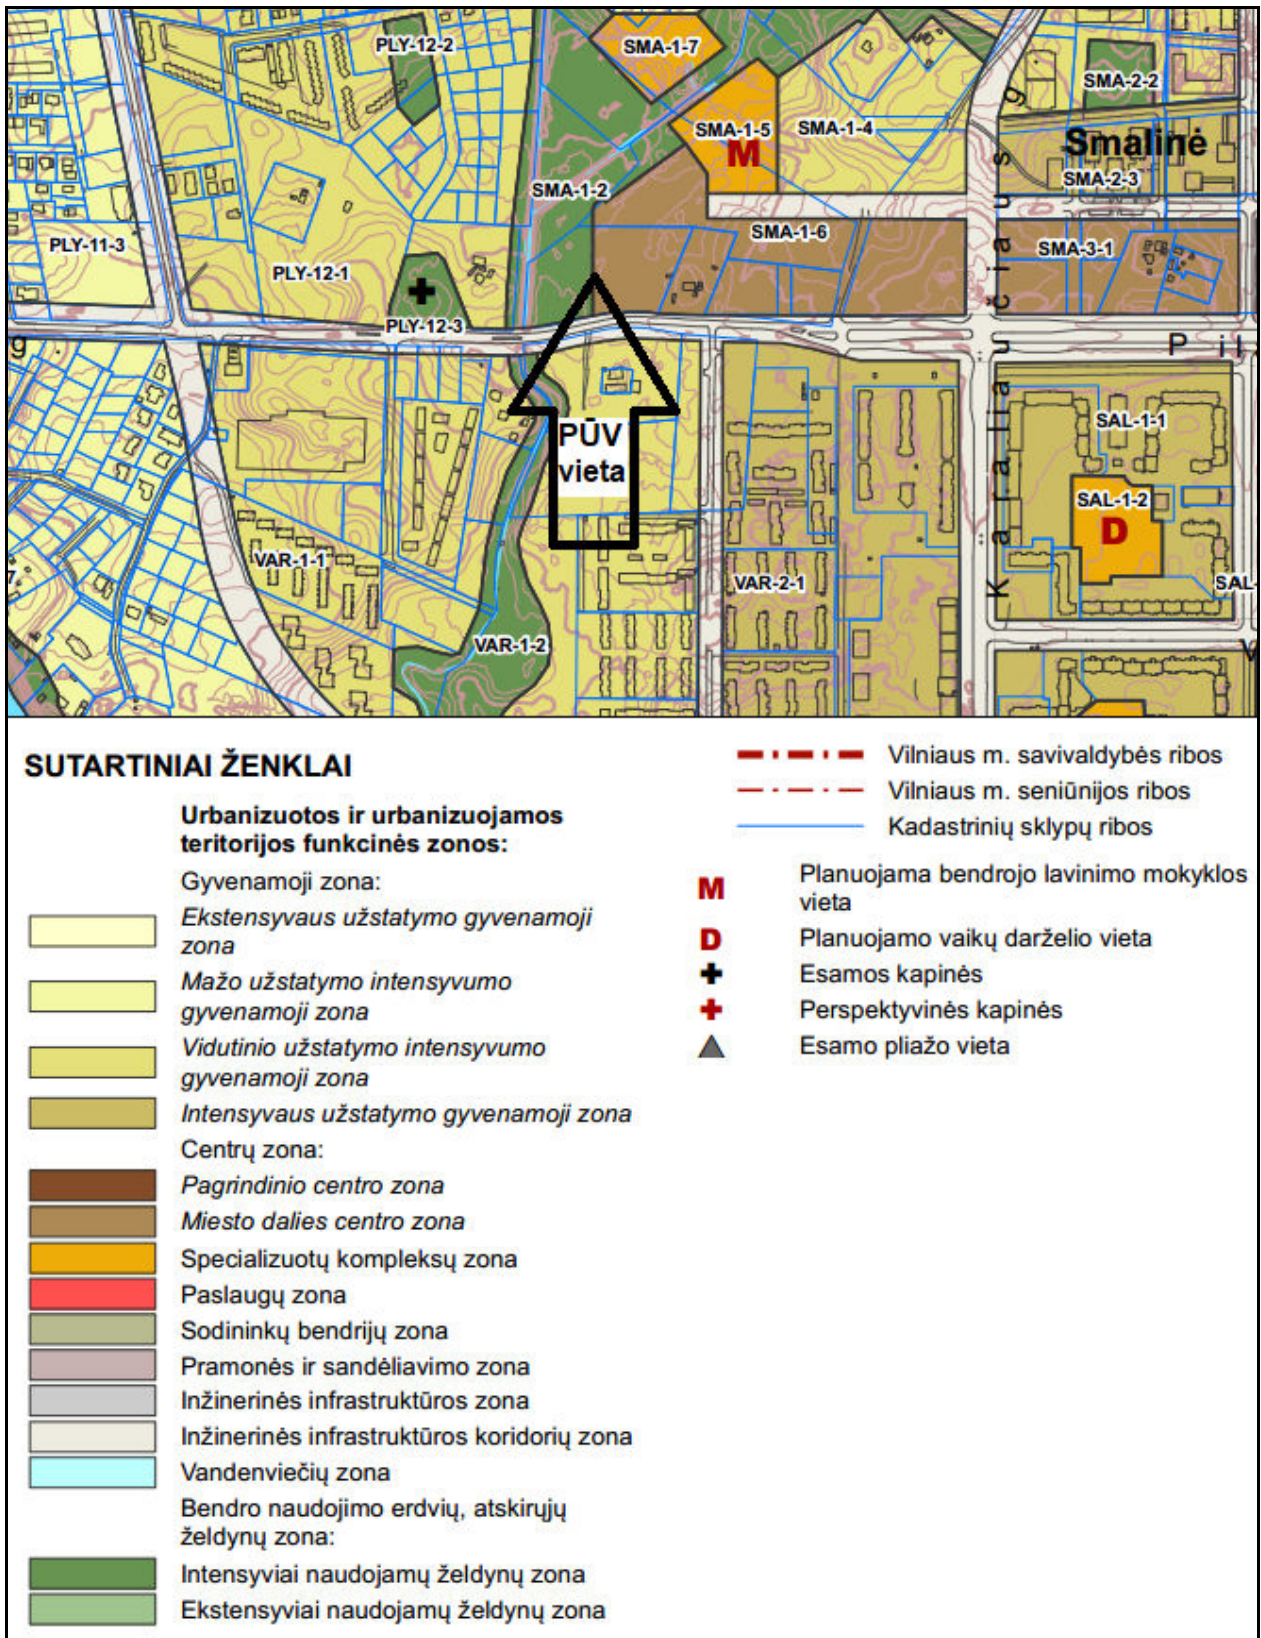 PLY-12-2
SMA-1-7
SMA-2-2
SMA-1-5
M
SMA-1-4
Smalinė
SMA-2-3
SMA-1-2
PLY-11-3
PLY-12-1
SMA-1-6
SMA-3-1
PLY-12-3
g
P i l
K a r a l i a u č i a u s g
PŪV
vieta
SAL-1-1
SAL-1-2
D
VAR-1-1
VAR-2-1
SAL-
7
VAR-1-2
V
SUTARTINIAI ŽENKLAI
Urbanizuotos ir urbanizuojamos
teritorijos funkcinės zonos:
Gyvenamoji zona:
Ekstensyvaus užstatymo gyvenamoji
zona
Mažo užstatymo intensyvumo
gyvenamoji zona
Vidutinio užstatymo intensyvumo
gyvenamoji zona
Intensyvaus užstatymo gyvenamoji zona
Centrų zona:
Pagrindinio centro zona
Miesto dalies centro zona
Specializuotų kompleksų zona
Paslaugų zona
Sodininkų bendrijų zona
Pramonės ir sandėliavimo zona
Inžinerinės infrastruktūros zona
Inžinerinės infrastruktūros koridorių zona
Vandenviečių zona
Bendro naudojimo erdvių, atskirųjų
želdynų zona:
Intensyviai naudojamų želdynų zona
Ekstensyviai naudojamų želdynų zona
Vilniaus m. savivaldybės ribos
Vilniaus m. seniūnijos ribos
Kadastrinių sklypų ribos
M
Planuojama bendrojo lavinimo mokyklos
vieta
D
Planuojamo vaikų darželio vieta
Esamos kapinės
Perspektyvinės kapinės
Esamo pliažo vieta